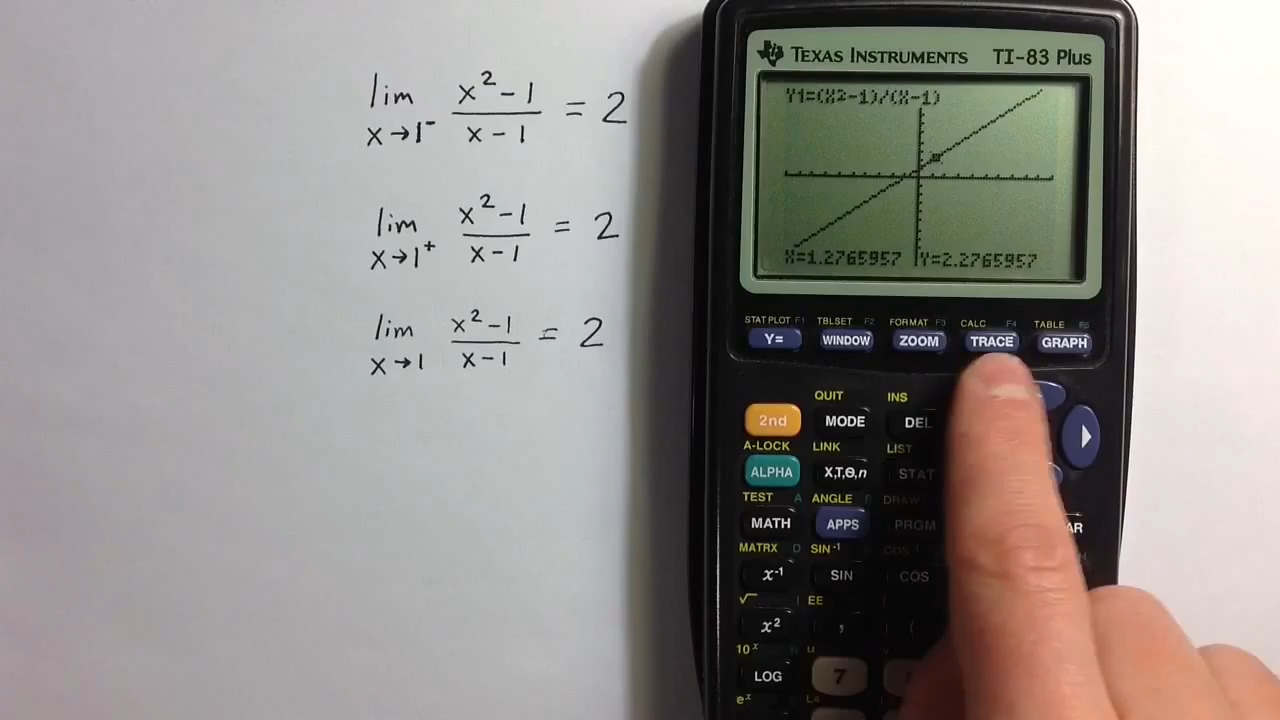 lim x→1⁻ x²-1 / x-1 = 2
lim x→1⁺ x²-1 / x-1 = 2
lim x→1 x²-1 / x-1 = 2
TEXAS INSTRUMENTS TI-83 Plus
Y1=(X2-1)/(X-1)
X=1.2765957 Y=2.2765957
STAT PLOT F1 TBLSET F2 FORMAT F3 CALC F4 TABLE F5
Y= WINDOW ZOOM TRACE GRAPH
QUIT INS
2nd MODE DEL
A-LOCK LINK LIST
ALPHA X,T,Θ,n STAT
TEST A ANGLE B DRAW
MATH APPS PRGM
MATRX D SIN⁻¹ COS⁻¹
x⁻¹ SIN COS
√ I EE
x² , (
10ˣ N u
LOG 7
eˣ